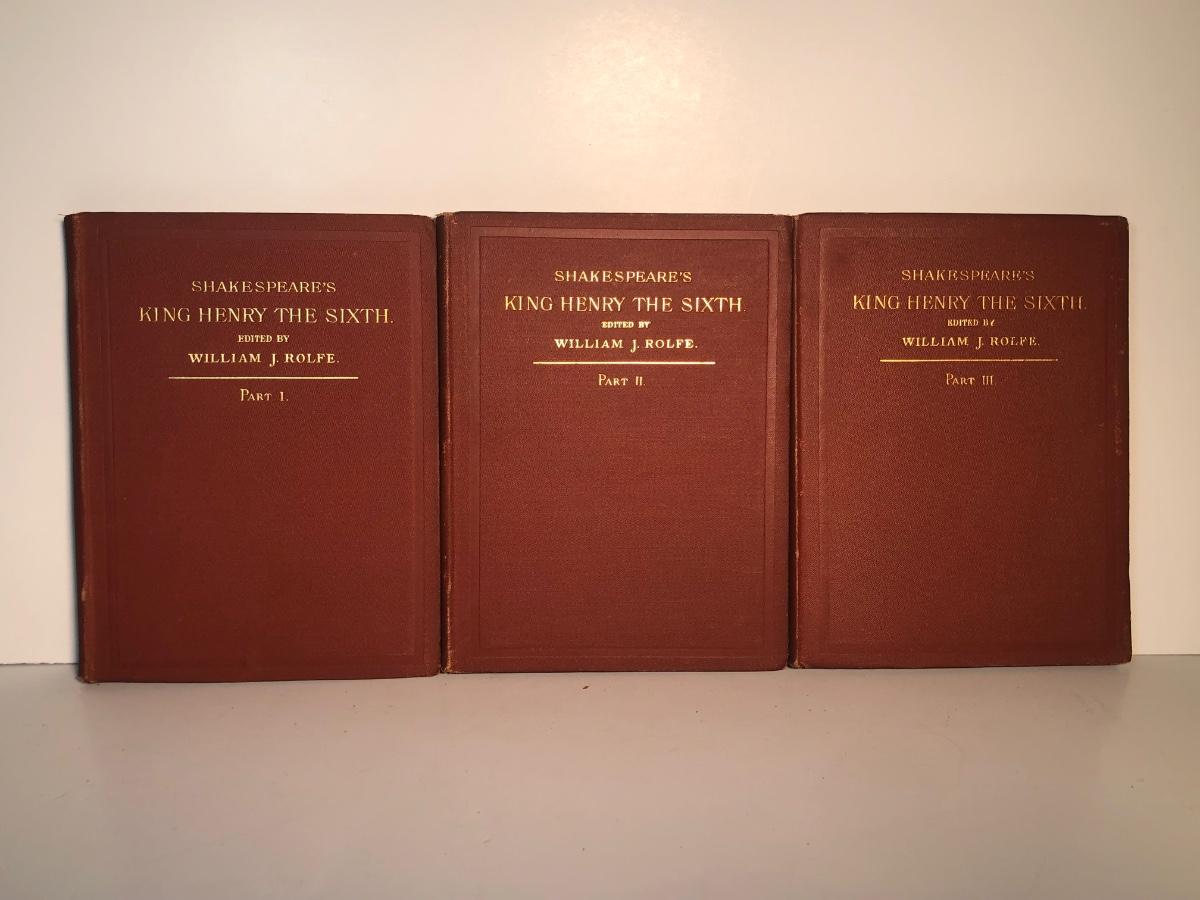 SHAKESPEARE'S
KING HENRY THE SIXTH.
EDITED BY
WILLIAM J. ROLFE.
PART I.
SHAKESPEARE'S
KING HENRY THE SIXTH.
EDITED BY
WILLIAM J. ROLFE.
PART II.
SHAKESPEARE'S
KING HENRY THE SIXTH.
EDITED BY
WILLIAM J. ROLFE.
PART III.